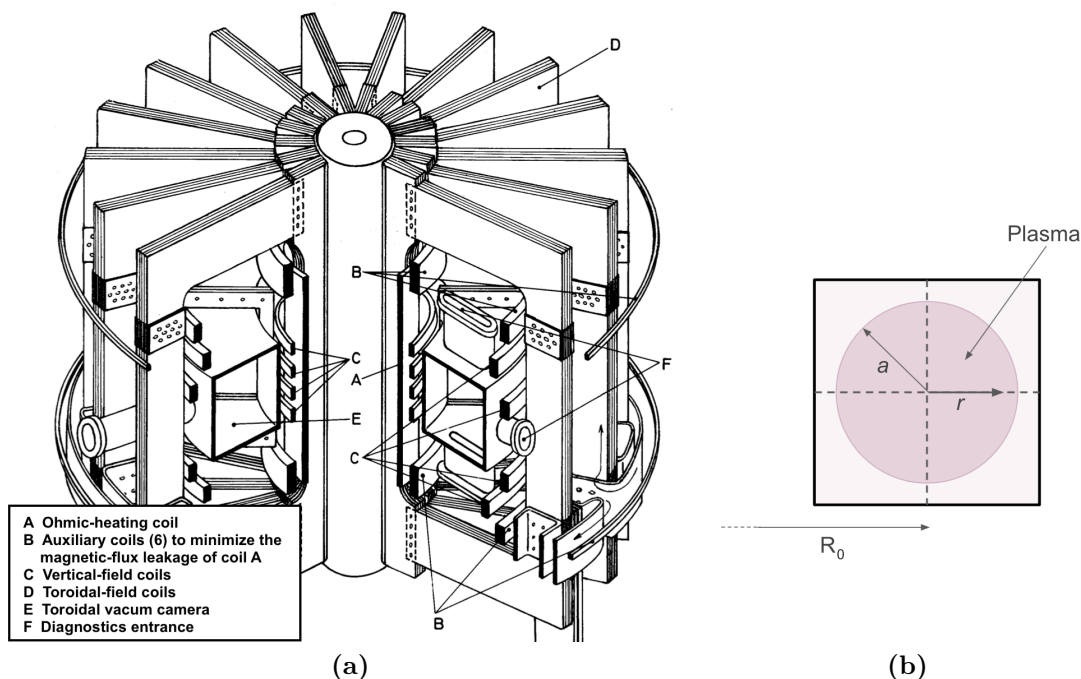 D
B
C
A
F
E
C
B
A Ohmic-heating coil
B Auxiliary coils (6) to minimize the
magnetic-flux leakage of coil A
C Vertical-field coils
D Toroidal-field coils
E Toroidal vacum camera
F Diagnostics entrance
(a)
Plasma
a
r
R0
(b)